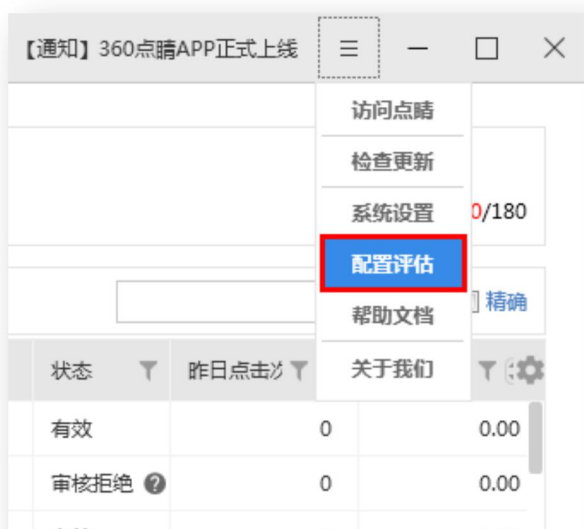 【通知】360点睛APP正式上线
访问点睛
检查更新
系统设置
0/180
配置评估
精确
帮助文档
状态 昨日点击次 关于我们
有效 0 0.00
审核拒绝 0 0.00